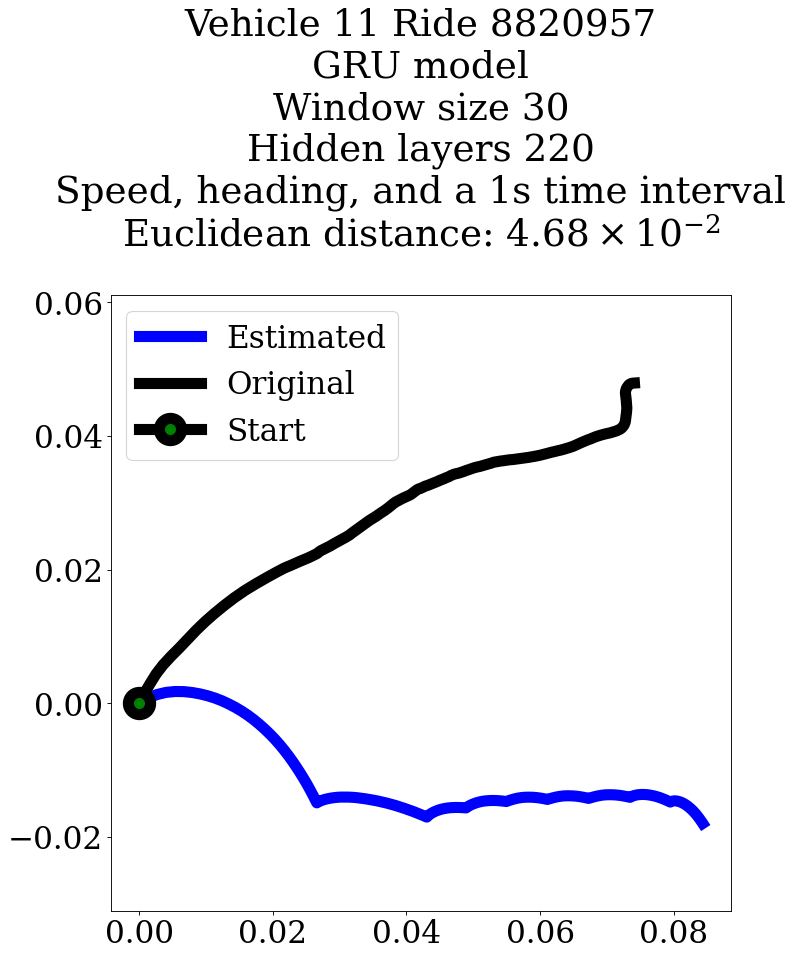 Vehicle 11 Ride 8820957
GRU model
Window size 30
Hidden layers 220
Speed, heading, and a 1s time interval
Euclidean distance: 4.68 × 10⁻²
0.06
0.04
0.02
0.00
−0.02
Estimated
Original
Start
0.00 0.02 0.04 0.06 0.08